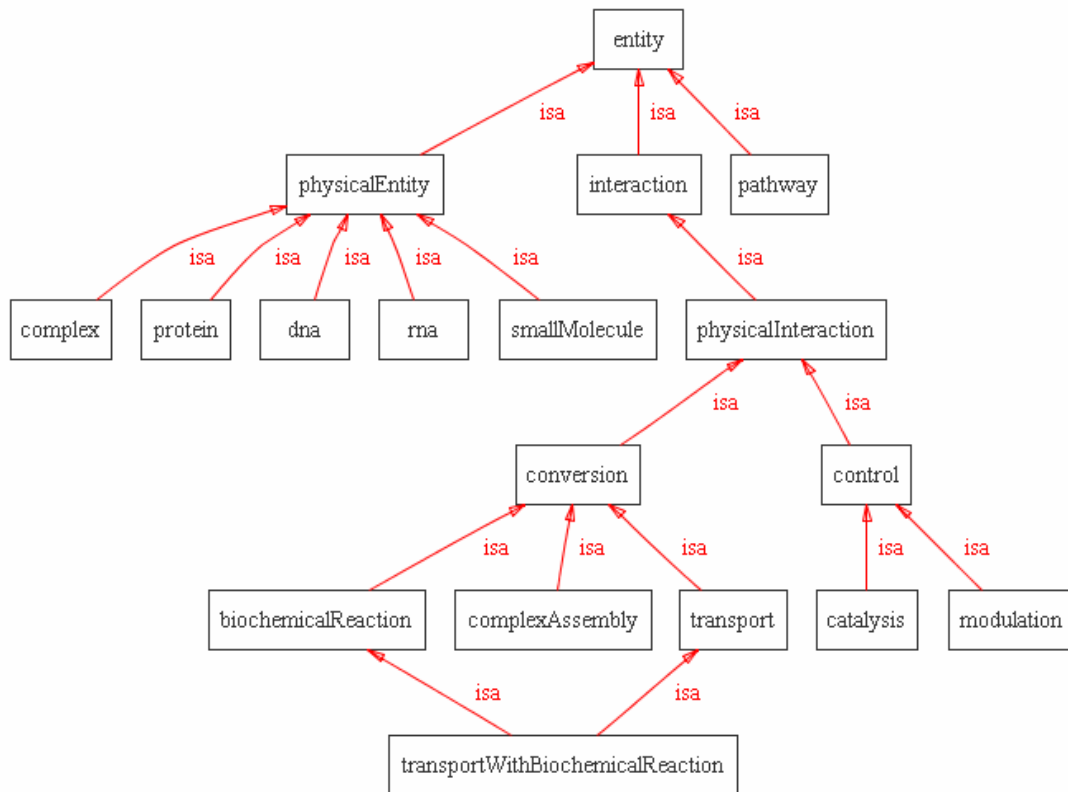 entity
isa isa isa
physicalEntity interaction pathway
isa isa isa isa isa isa
complex protein dna rna smallMolecule physicalInteraction
isa isa
conversion control
isa isa isa isa isa
biochemicalReaction complexAssembly transport catalysis modulation
isa isa
transportWithBiochemicalReaction